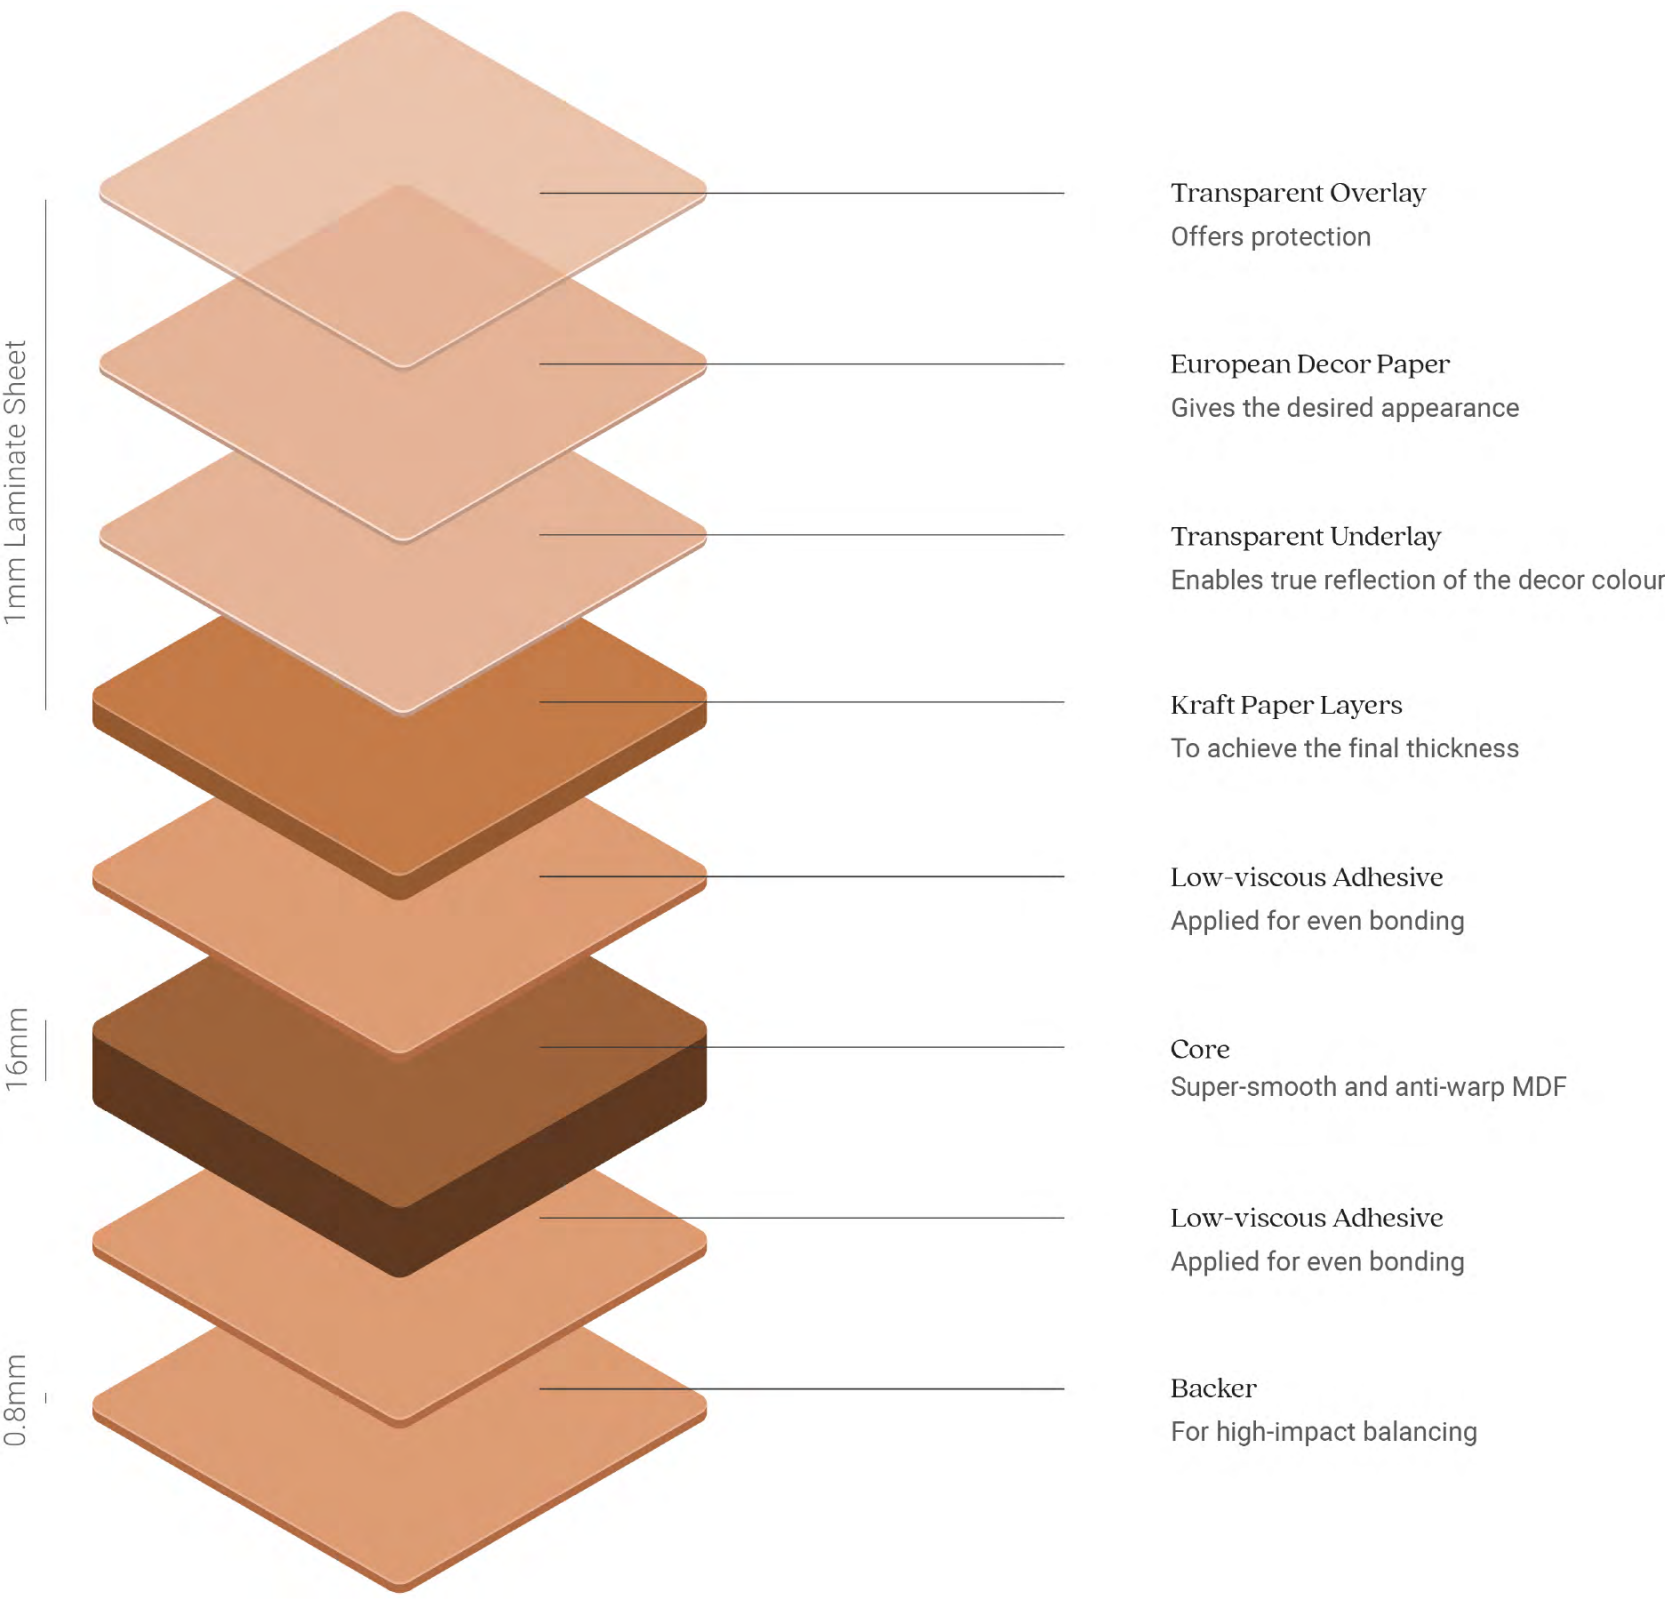 1mm Laminate Sheet
Transparent Overlay
Offers protection
European Decor Paper
Gives the desired appearance
Transparent Underlay
Enables true reflection of the decor colour
Kraft Paper Layers
To achieve the final thickness
Low-viscous Adhesive
Applied for even bonding
16mm
Core
Super-smooth and anti-warp MDF
Low-viscous Adhesive
Applied for even bonding
0.8mm
Backer
For high-impact balancing